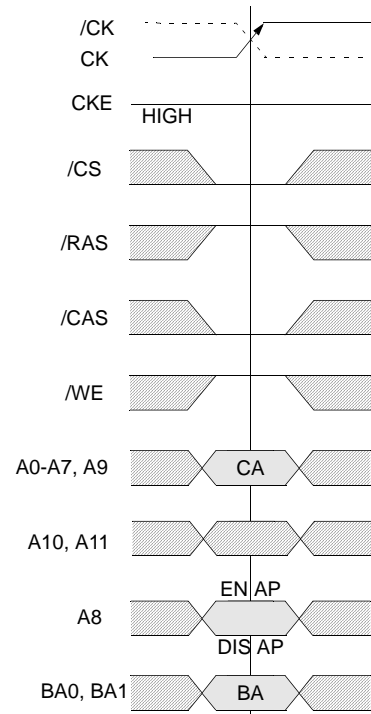 /CK
CK
CKE
HIGH
/CS
/RAS
/CAS
/WE
A0-A7, A9
CA
A10, A11
EN AP
A8
DIS AP
BA0, BA1
BA